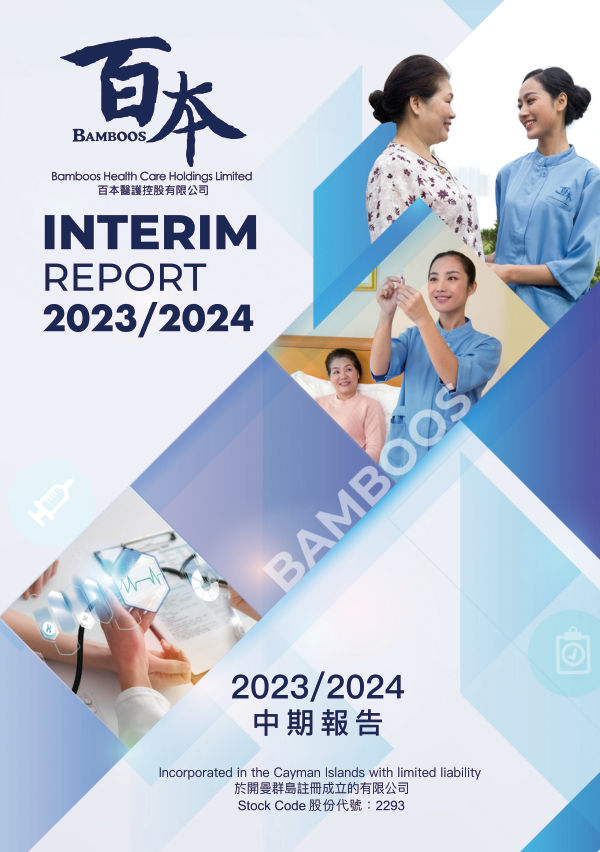 百本
BAMBOOS
Bamboos Health Care Holdings Limited
百本醫護控股有限公司
INTERIM
REPORT
2023/2024
百本
BAMBOOS
2023/2024
中期報告
Incorporated in the Cayman Islands with limited liability
於開曼群島註冊成立的有限公司
Stock Code 股份代號：2293